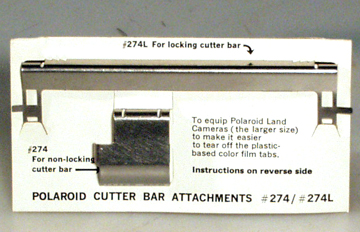 #274L For locking cutter bar
To equip Polaroid Land
Cameras (the larger size)
to make it easier
to tear off the plastic-
based color film tabs.
#274
For non-locking
cutter bar
Instructions on reverse side
POLAROID CUTTER BAR ATTACHMENTS #274/#274L